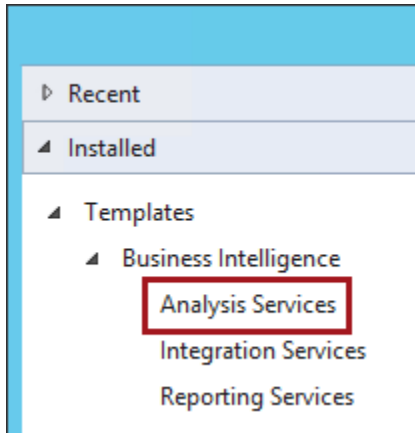 Recent
Installed
Templates
Business Intelligence
Analysis Services
Integration Services
Reporting Services